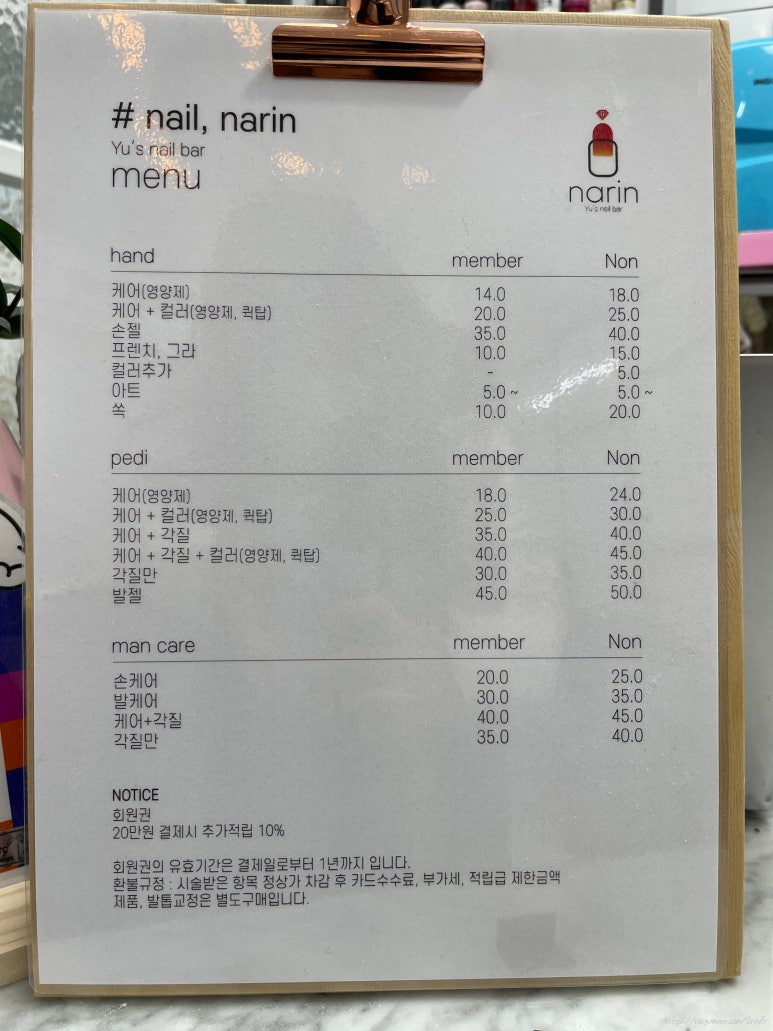 # nail, narin
Yu's nail bar
menu
narin
Yu's nail bar
hand member Non
케어(영양제) 14.0 18.0
케어 + 컬러(영양제, 퀵탑) 20.0 25.0
손젤 35.0 40.0
프렌치, 그라 10.0 15.0
컬러추가 - 5.0
아트 5.0 ~ 5.0 ~
쏙 10.0 20.0
pedi member Non
케어(영양제) 18.0 24.0
케어 + 컬러(영양제, 퀵탑) 25.0 30.0
케어 + 각질 35.0 40.0
케어 + 각질 + 컬러(영양제, 퀵탑) 40.0 45.0
각질만 30.0 35.0
발젤 45.0 50.0
man care member Non
손케어 20.0 25.0
발케어 30.0 35.0
케어+각질 40.0 45.0
각질만 35.0 40.0
NOTICE
회원권
20만원 결제시 추가적립 10%
회원권의 유효기간은 결제일로부터 1년까지 입니다.
환불규정 : 시술받은 항목 정상가 차감 후 카드수수료, 부가세, 적립급 제한금액
제품, 발톱교정은 별도구매입니다.